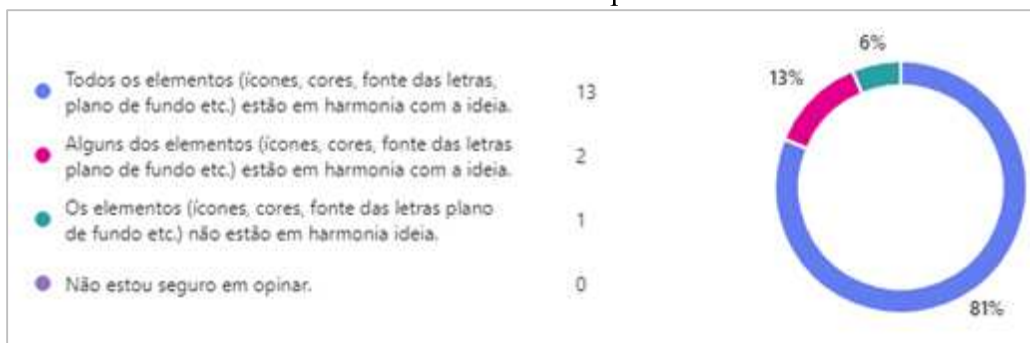 Todos os elementos (ícones, cores, fonte das letras,
plano de fundo etc.) estão em harmonia com a ideia.
13
Alguns dos elementos (ícones, cores, fonte das letras
plano de fundo etc.) estão em harmonia com a ideia.
2
Os elementos (ícones, cores, fonte das letras plano
de fundo etc.) não estão em harmonia ideia.
1
Não estou seguro em opinar.
0
6%
13%
81%